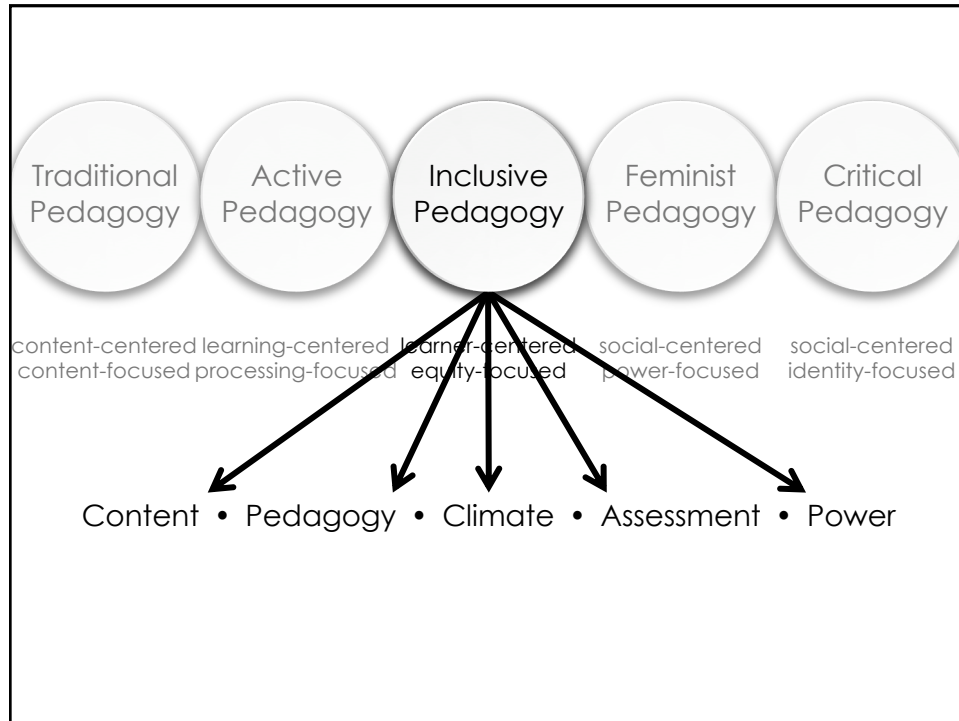 Traditional
Pedagogy
Active
Pedagogy
Inclusive
Pedagogy
Feminist
Pedagogy
Critical
Pedagogy
content-centered
content-focused
learning-centered
processing-focused
learner-centered
equity-focused
social-centered
power-focused
social-centered
identity-focused
Content • Pedagogy • Climate • Assessment • Power